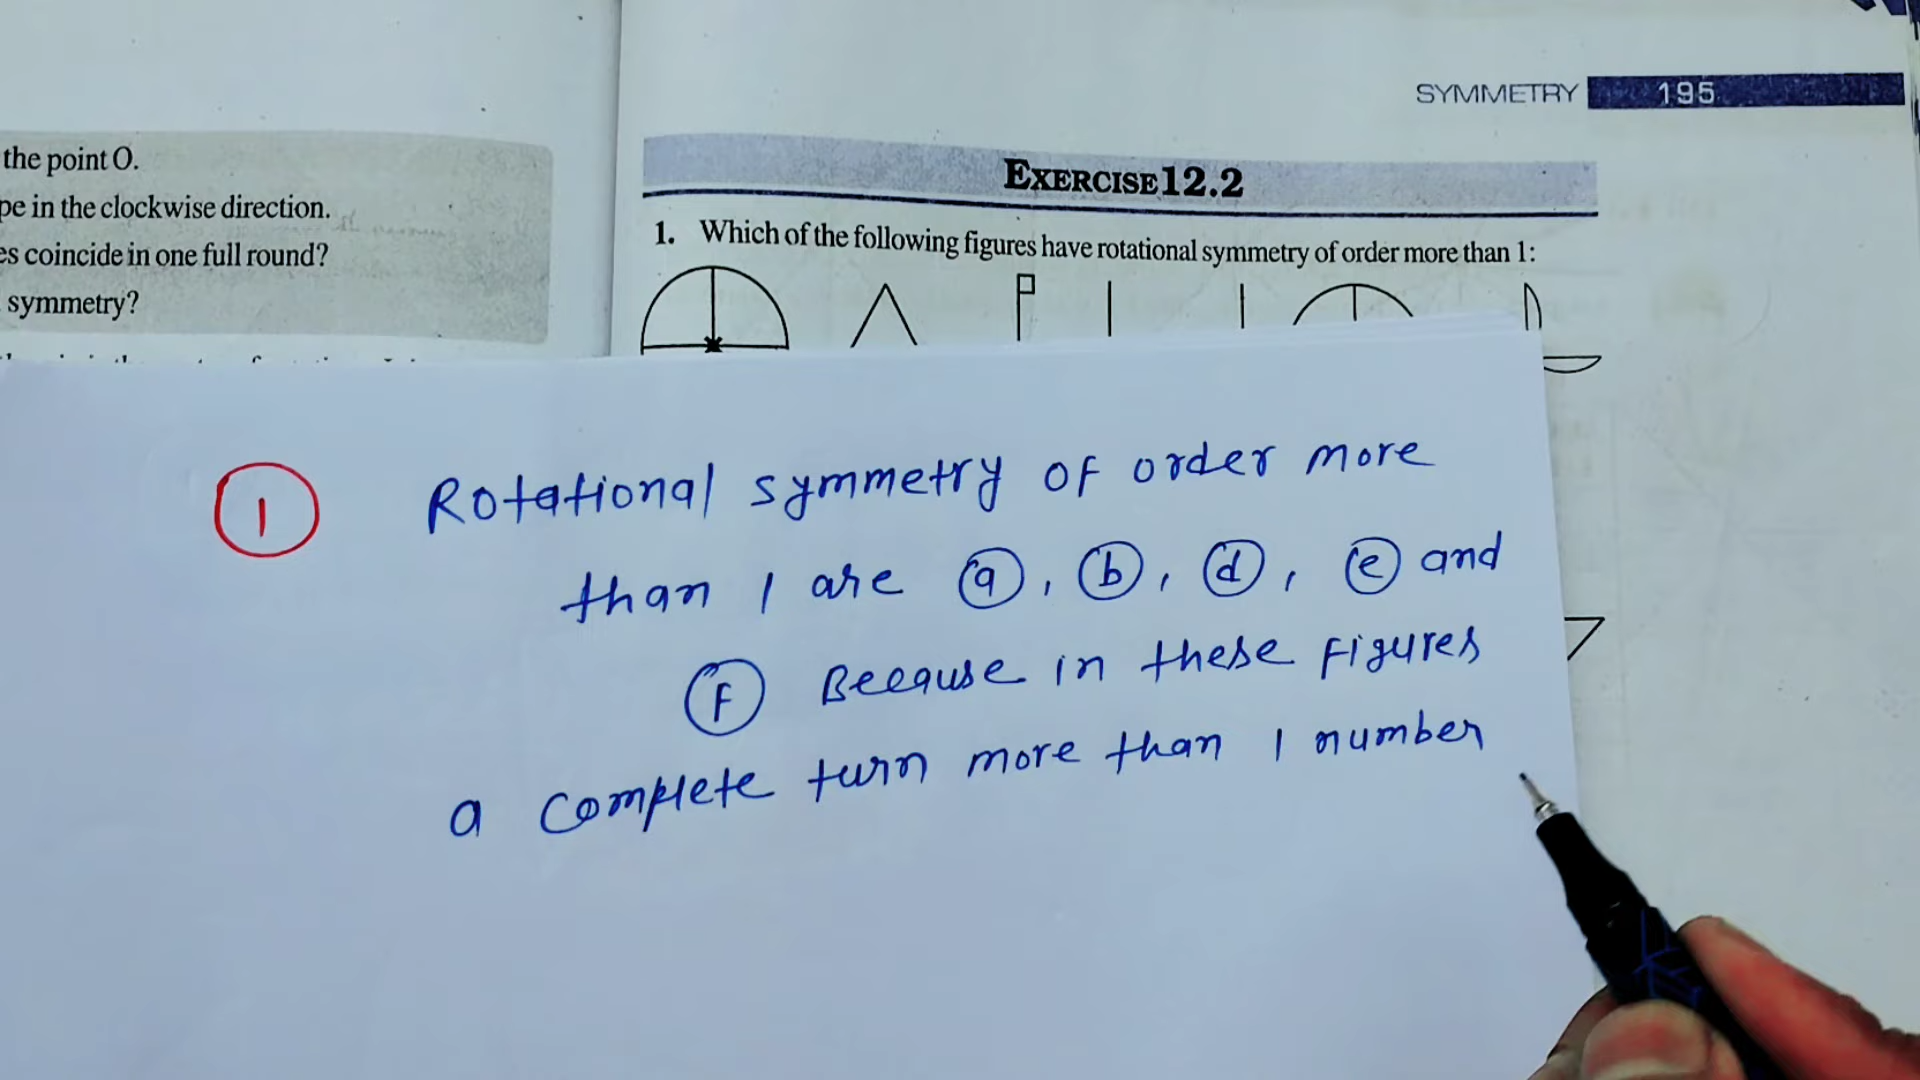 SYMMETRY 195
the point O.
pe in the clockwise direction.
es coincide in one full round?
symmetry?
EXERCISE 12.2
1. Which of the following figures have rotational symmetry of order more than 1:
1 Rotational symmetry of order more
than 1 are a, b, d, e and
F Because in these Figures
a complete turn more than 1 number